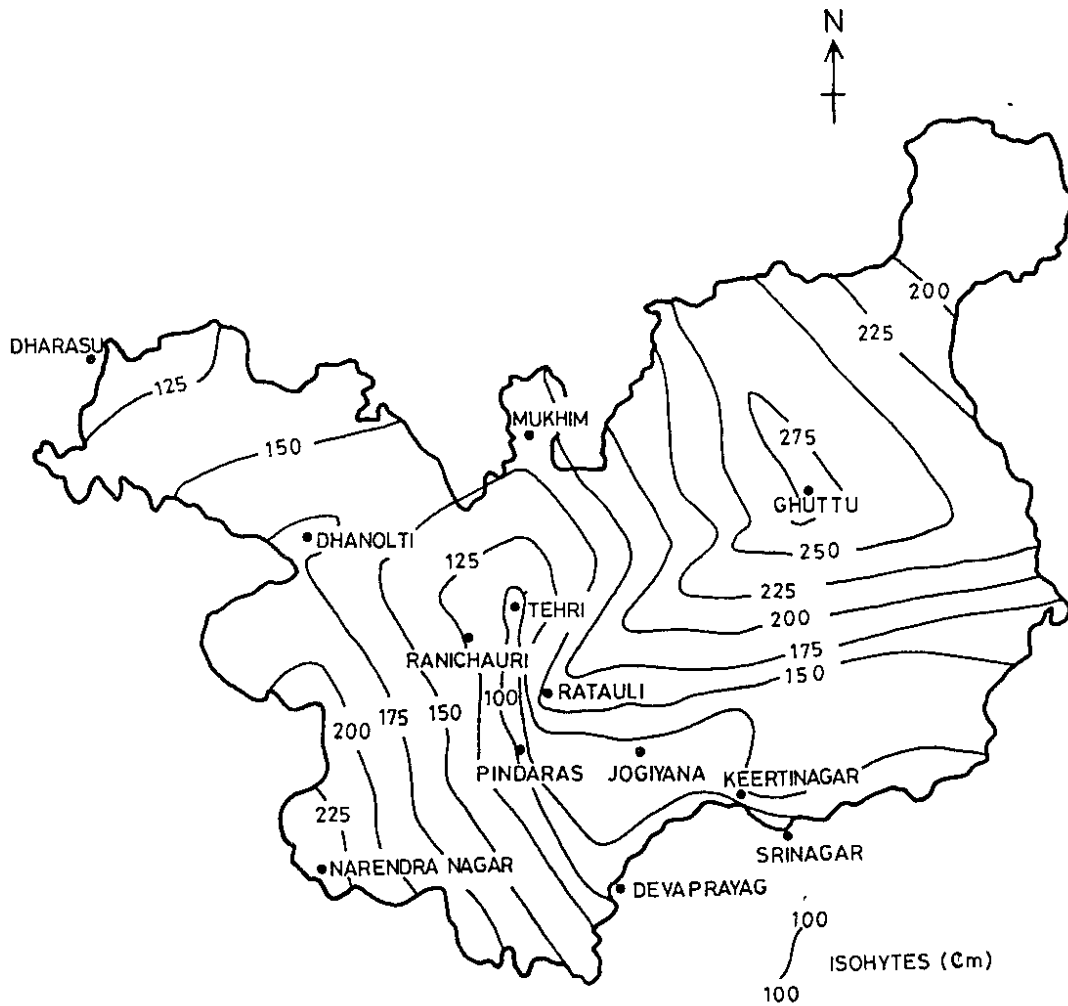 N
200
225
DHARASU
125
MUKHIM
150
275
GHUTTU
DHANOLTI
250
125
225
TEHRI
200
RANICHAURI
175
150
100
RATAULI
200
175
150
PINDARAS
JOGIYANA
KEERTINAGAR
225
NARENDRA NAGAR
SRINAGAR
DEVAPRAYAG
100
ISOHYTES (Cm)
100